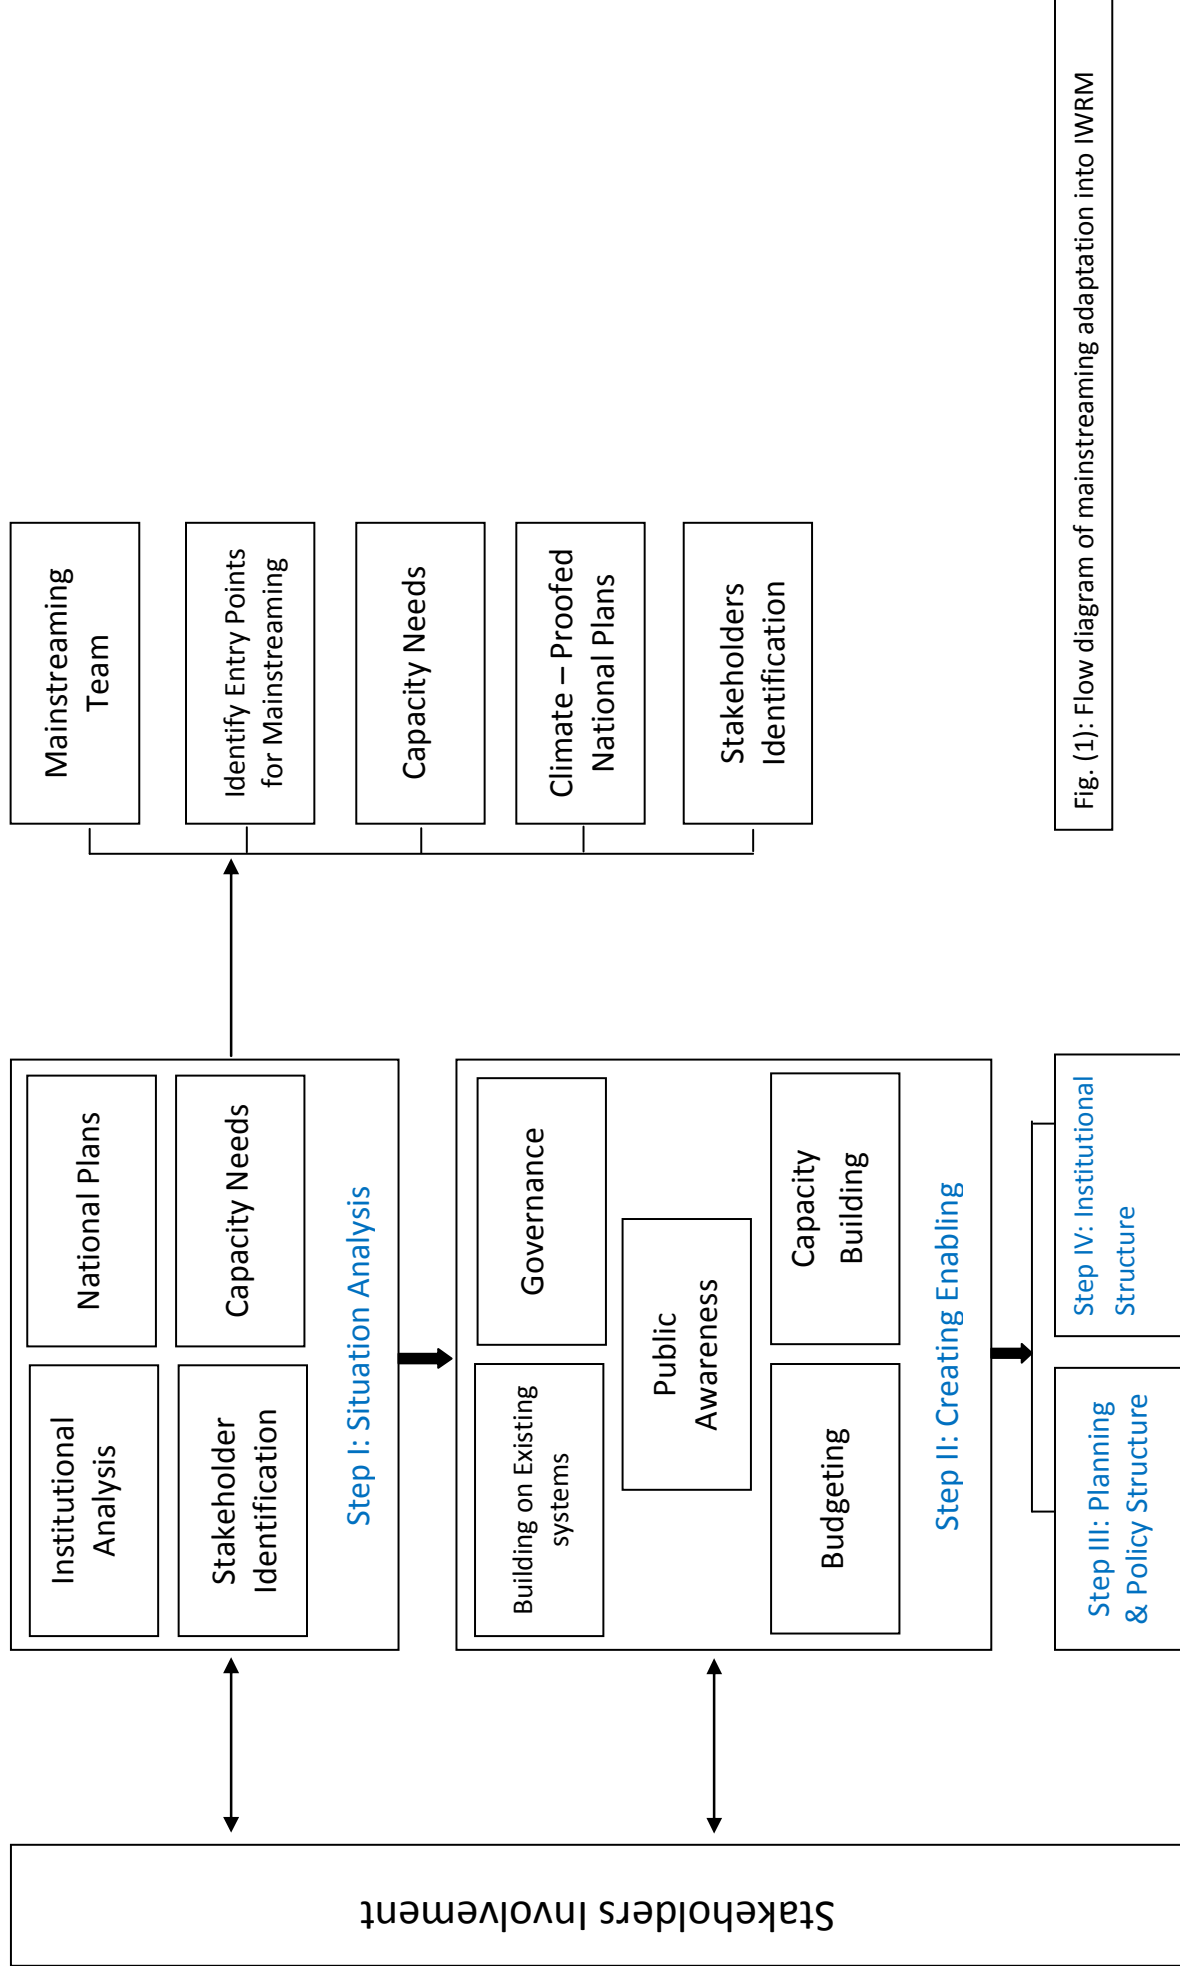 Stakeholders Involvement
Institutional
Analysis
National Plans
Stakeholder
Identification
Capacity Needs
Step I: Situation Analysis
Mainstreaming
Team
Identify Entry Points
for Mainstreaming
Capacity Needs
Climate – Proofed
National Plans
Stakeholders
Identification
Building on Existing
systems
Governance
Public
Awareness
Budgeting
Capacity
Building
Step II: Creating Enabling
Step III: Planning
& Policy Structure
Step IV: Institutional
Structure
Fig. (1): Flow diagram of mainstreaming adaptation into IWRM